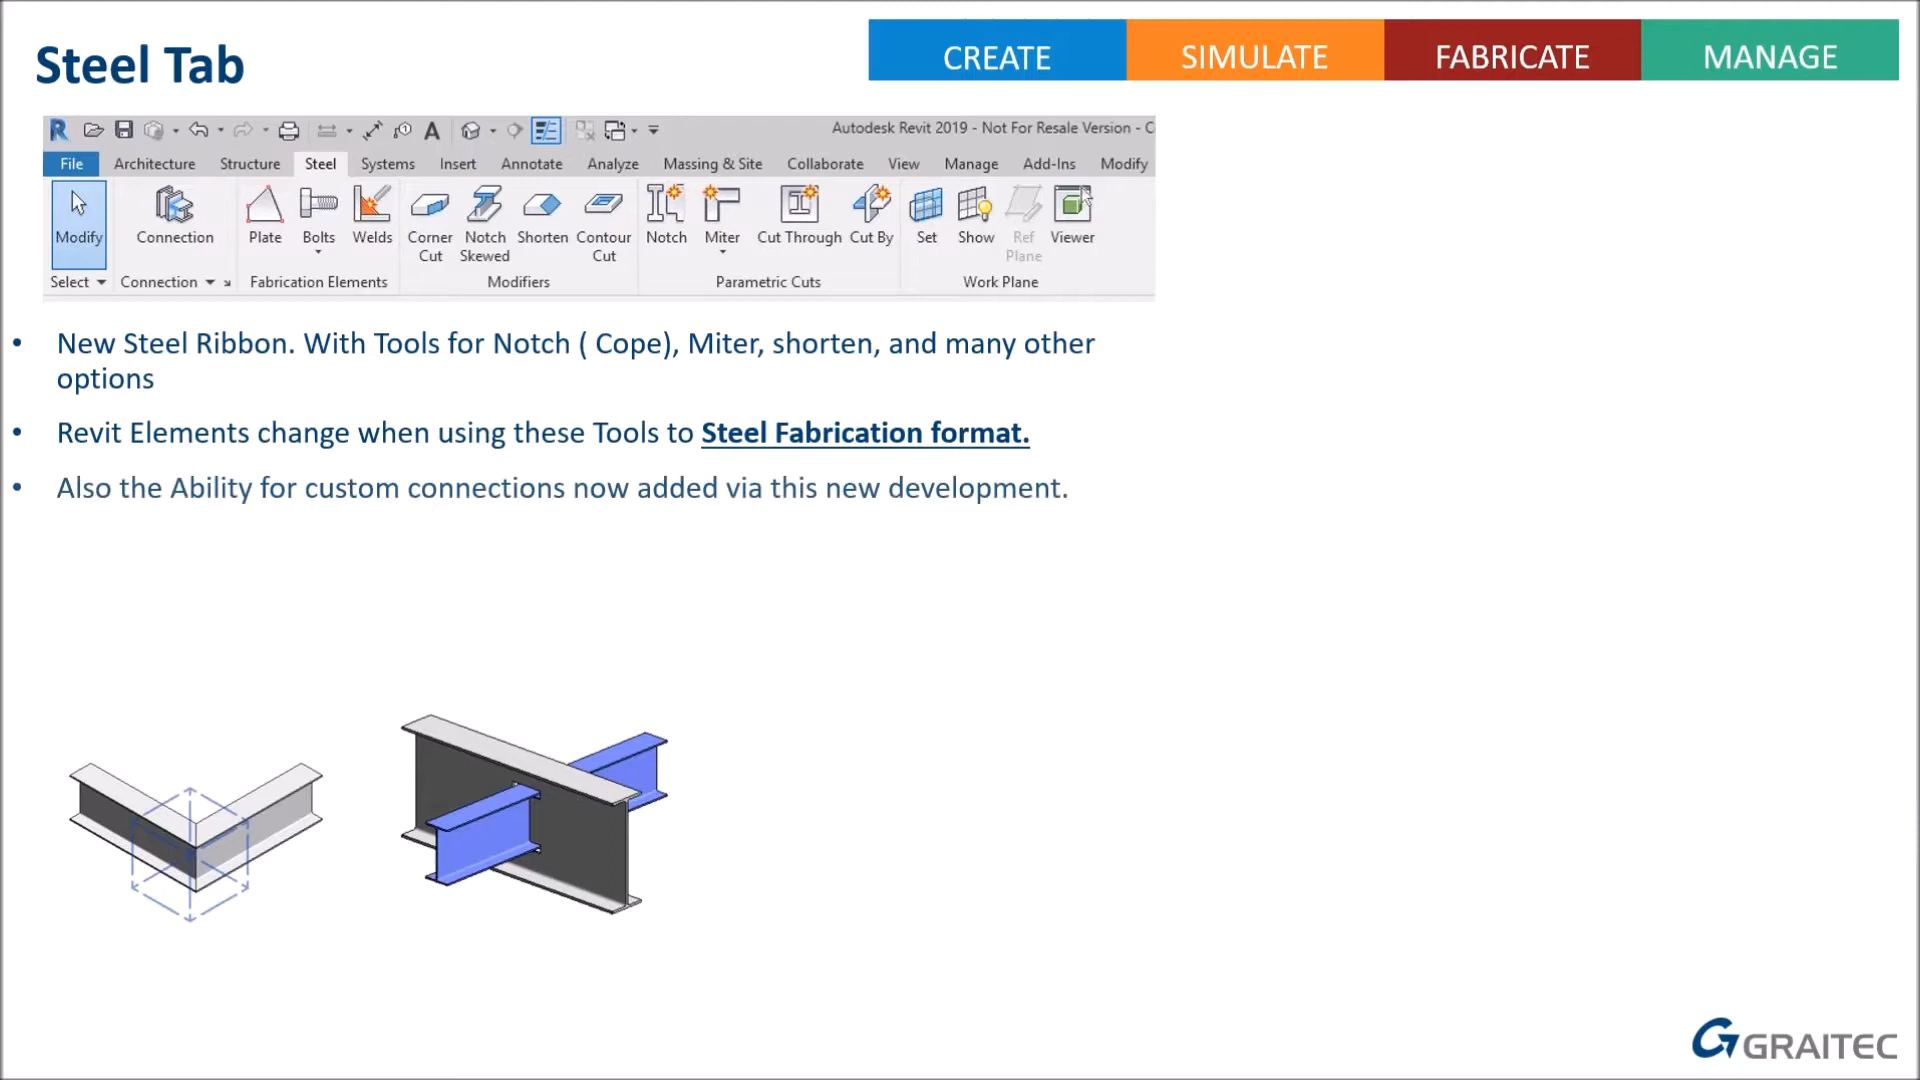 Steel Tab
CREATE
SIMULATE
FABRICATE
MANAGE
Autodesk Revit 2019 - Not For Resale Version - C
File Architecture Structure Steel Systems Insert Annotate Analyze Massing & Site Collaborate View Manage Add-Ins Modify
Modify Connection Plate Bolts Welds Corner Notch Shorten Contour Notch Miter Cut Through Cut By Set Show Ref Viewer
Cut Skewed Cut Plane
Select Connection Fabrication Elements Modifiers Parametric Cuts Work Plane
• New Steel Ribbon. With Tools for Notch ( Cope), Miter, shorten, and many other
options
• Revit Elements change when using these Tools to Steel Fabrication format.
• Also the Ability for custom connections now added via this new development.
GRAITEC